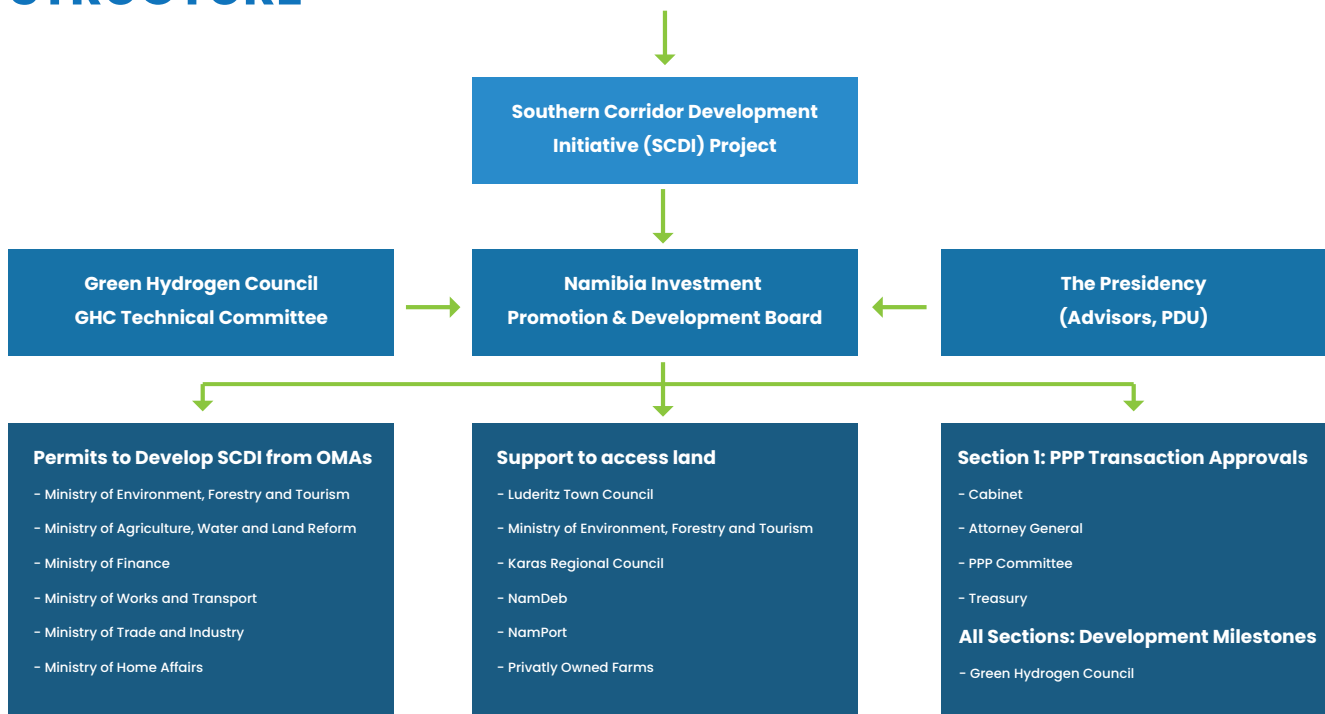 STRUCTURE
Southern Corridor Development
Initiative (SCDI) Project
Green Hydrogen Council
GHC Technical Committee
Namibia Investment
Promotion & Development Board
The Presidency
(Advisors, PDU)
Permits to Develop SCDI from OMAs
- Ministry of Environment, Forestry and Tourism
- Ministry of Agriculture, Water and Land Reform
- Ministry of Finance
- Ministry of Works and Transport
- Ministry of Trade and Industry
- Ministry of Home Affairs
Support to access land
- Luderitz Town Council
- Ministry of Environment, Forestry and Tourism
- Karas Regional Council
- NamDeb
- NamPort
- Privatly Owned Farms
Section 1: PPP Transaction Approvals
- Cabinet
- Attorney General
- PPP Committee
- Treasury
All Sections: Development Milestones
- Green Hydrogen Council